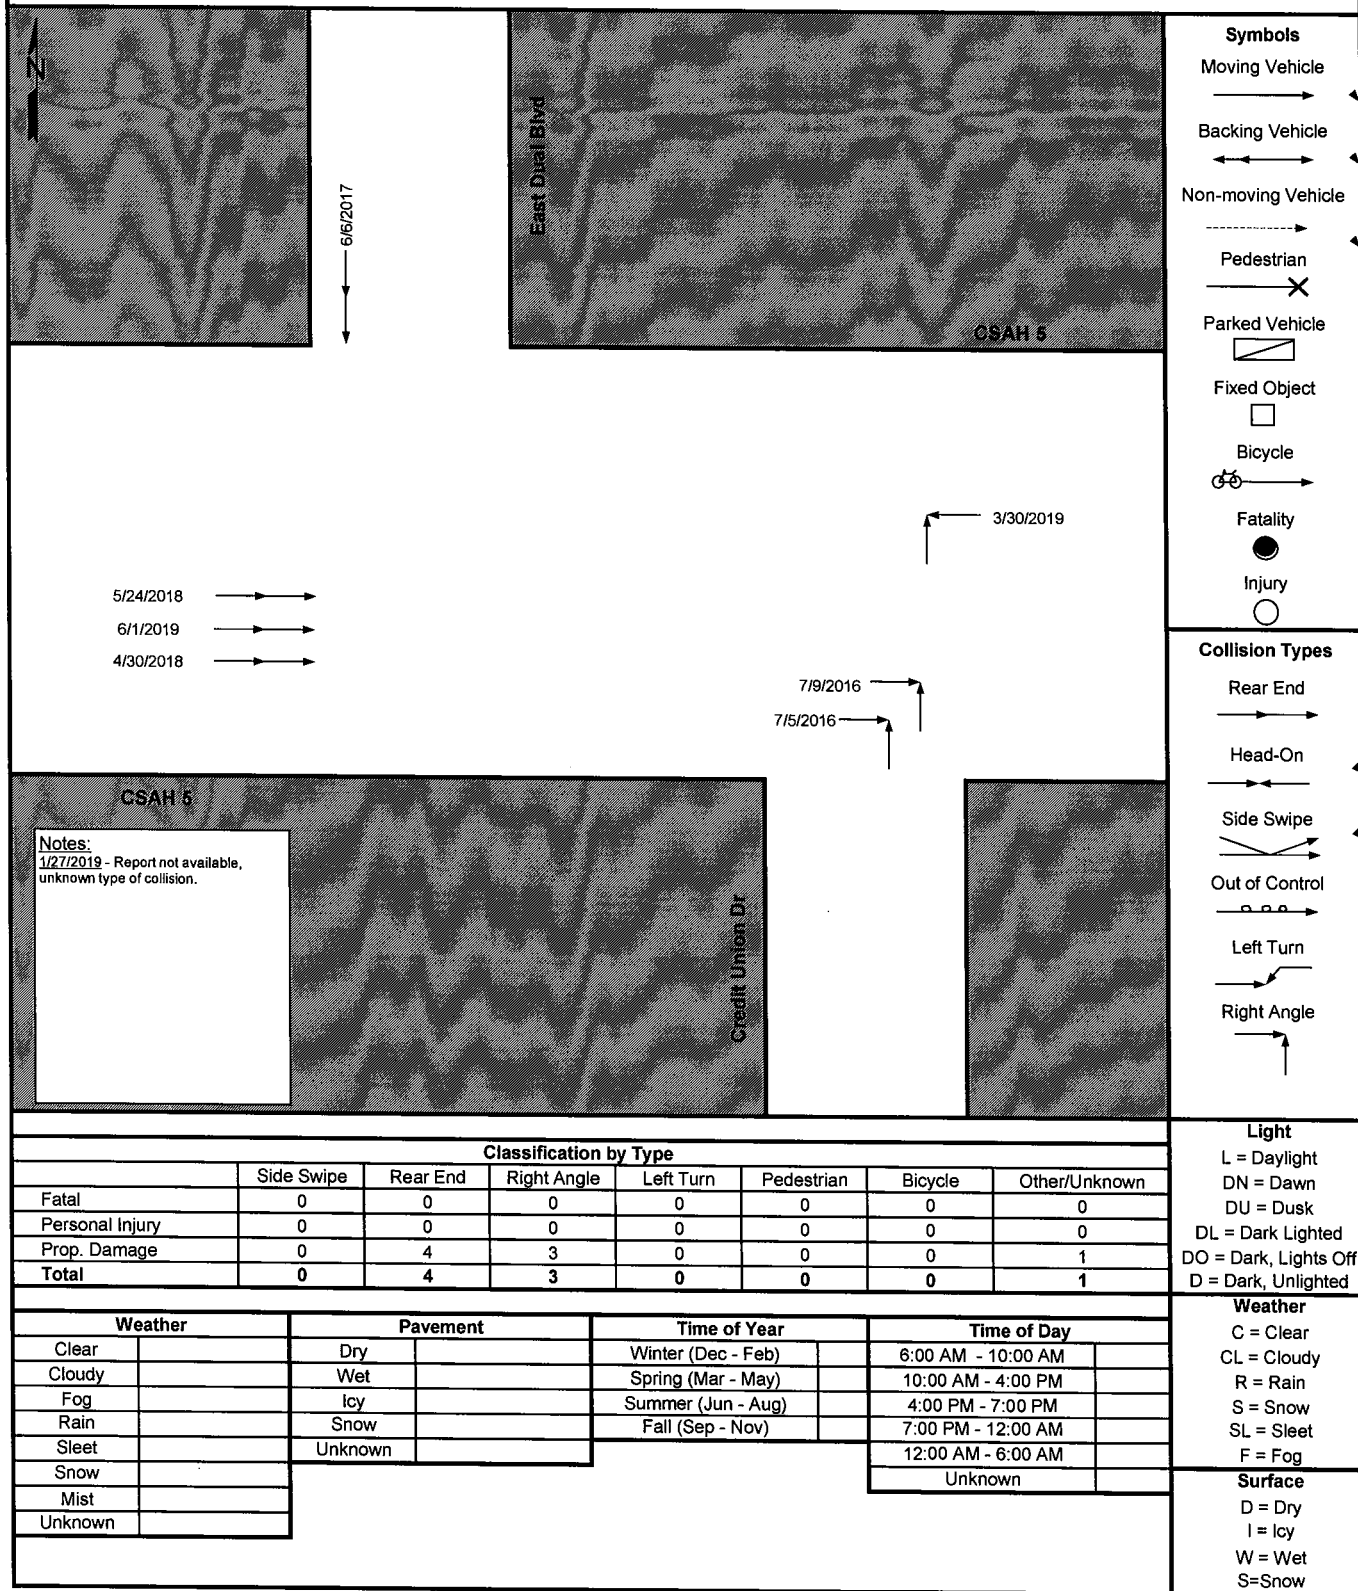 N
East Dual Blvd
6/6/2017
CSAH 5
3/30/2019
5/24/2018
6/1/2019
4/30/2018
7/9/2016
7/5/2016
CSAH 5
Notes:
1/27/2019 - Report not available,
unknown type of collision.
Credit Union Dr
Symbols
Moving Vehicle
Backing Vehicle
Non-moving Vehicle
Pedestrian
Parked Vehicle
Fixed Object
Bicycle
Fatality
Injury
Collision Types
Rear End
Head-On
Side Swipe
Out of Control
Left Turn
Right Angle
Classification by Type
Side Swipe Rear End Right Angle Left Turn Pedestrian Bicycle Other/Unknown
Fatal 0 0 0 0 0 0 0
Personal Injury 0 0 0 0 0 0 0
Prop. Damage 0 4 3 0 0 0 1
Total 0 4 3 0 0 0 1
Weather
Clear
Cloudy
Fog
Rain
Sleet
Snow
Mist
Unknown
Pavement
Dry
Wet
Icy
Snow
Unknown
Time of Year
Winter (Dec - Feb)
Spring (Mar - May)
Summer (Jun - Aug)
Fall (Sep - Nov)
Time of Day
6:00 AM - 10:00 AM
10:00 AM - 4:00 PM
4:00 PM - 7:00 PM
7:00 PM - 12:00 AM
12:00 AM - 6:00 AM
Unknown
Light
L = Daylight
DN = Dawn
DU = Dusk
DL = Dark Lighted
DO = Dark, Lights Off
D = Dark, Unlighted
Weather
C = Clear
CL = Cloudy
R = Rain
S = Snow
SL = Sleet
F = Fog
Surface
D = Dry
I = Icy
W = Wet
S=Snow